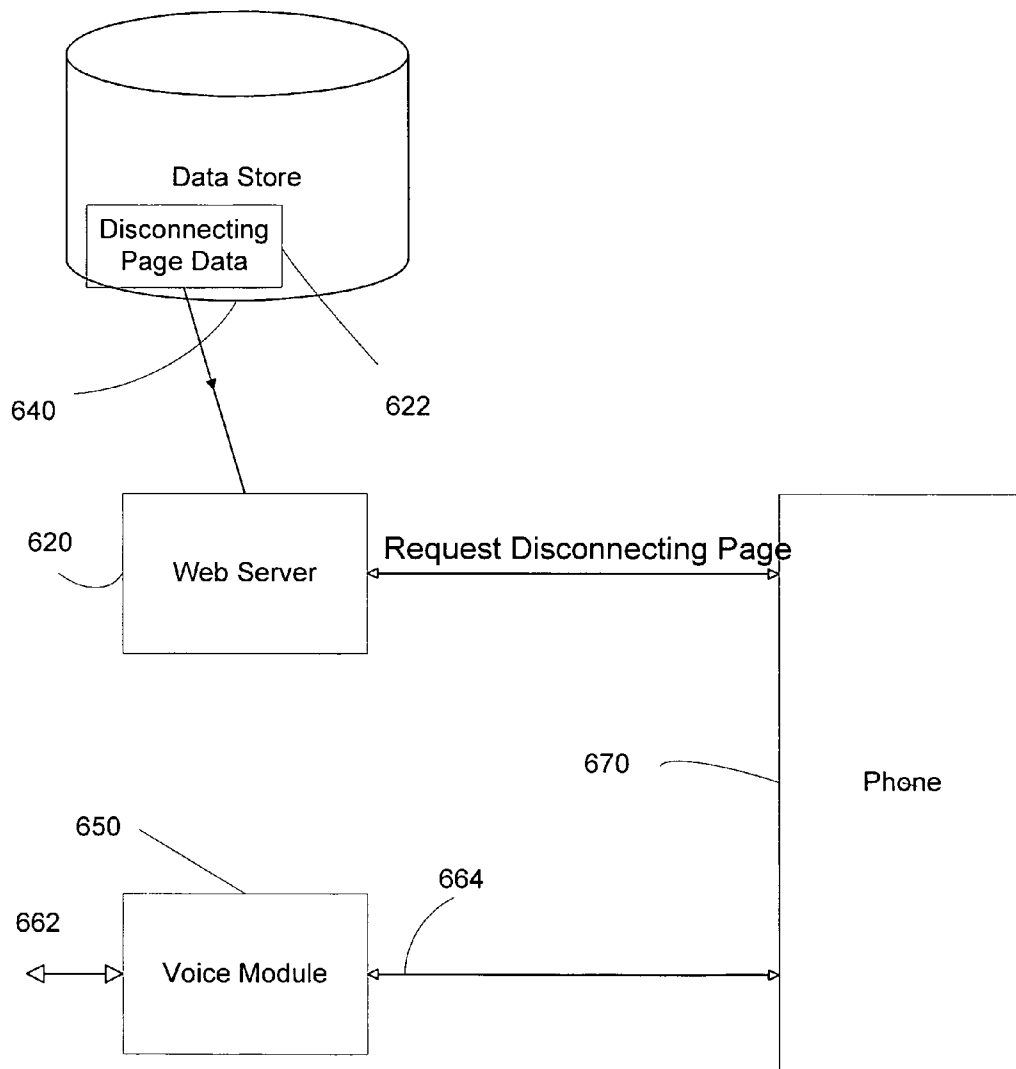 Data Store
Disconnecting
Page Data
640
622
620
Web Server
Request Disconnecting Page
670
Phone
650
664
662
Voice Module